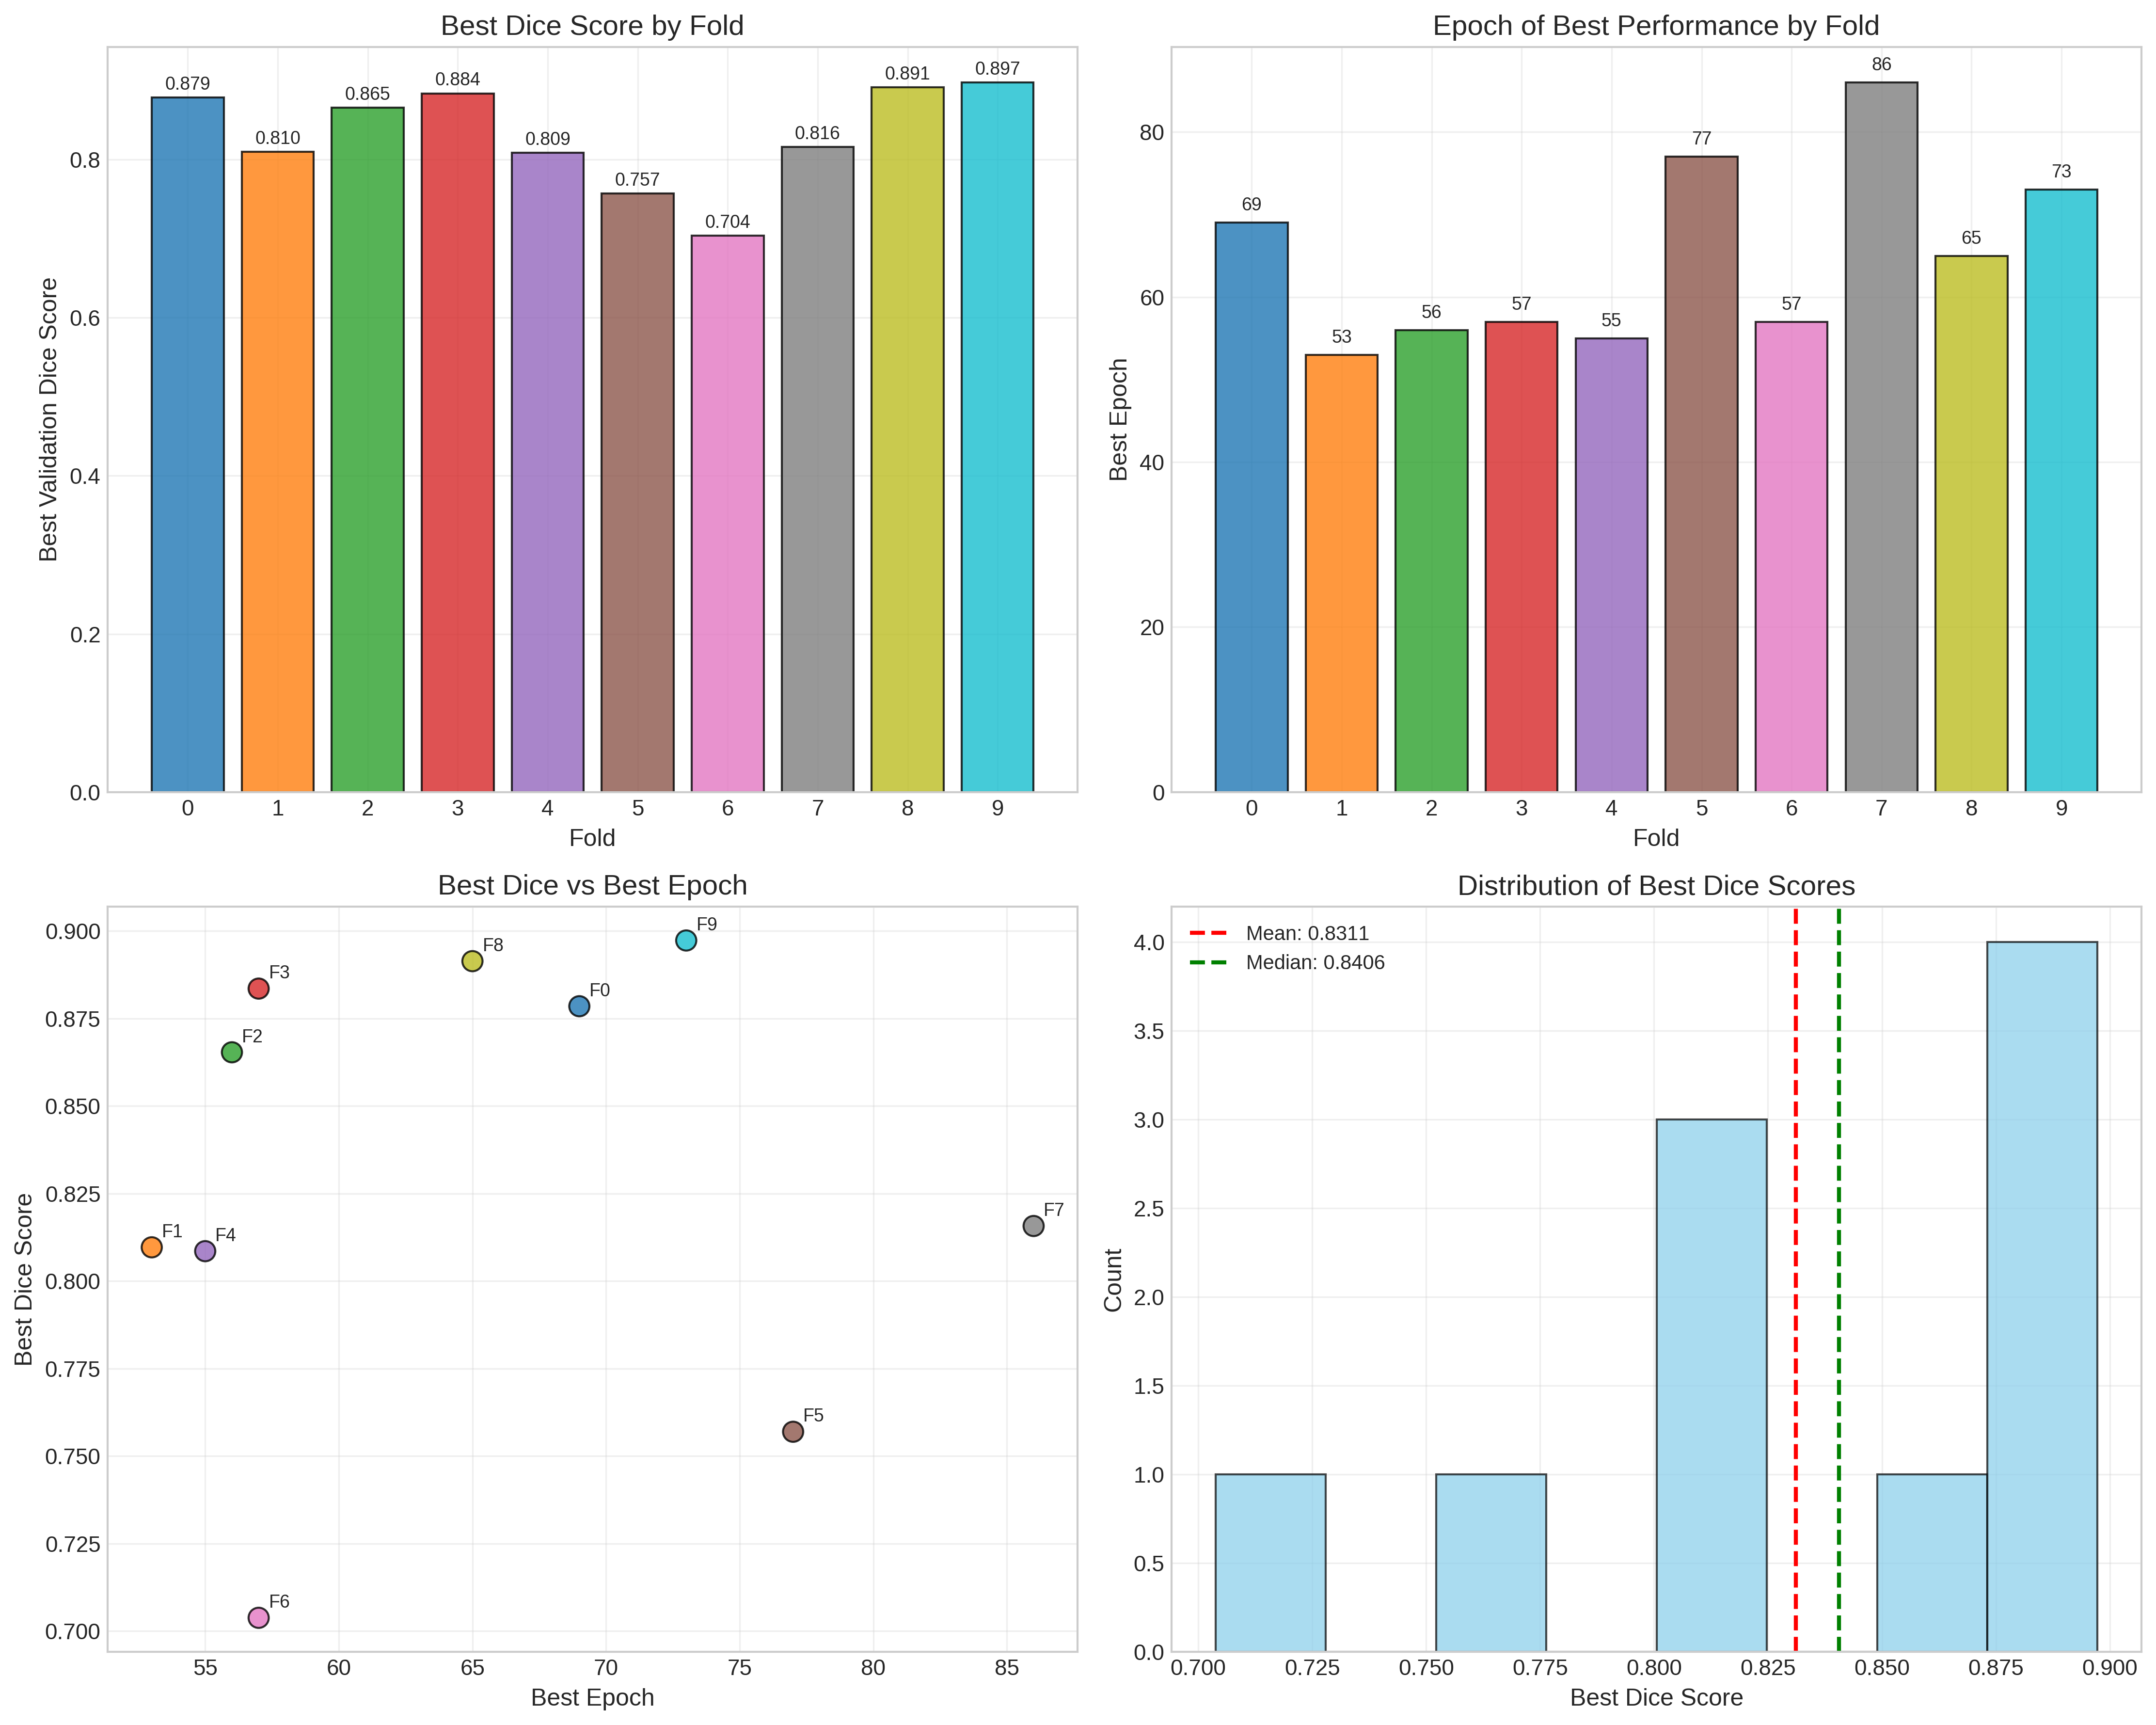 Best Dice Score by Fold
Best Validation Dice Score
0.8
0.6
0.4
0.2
0.0
0.879
0.810
0.865
0.884
0.809
0.757
0.704
0.816
0.891
0.897
0 1 2 3 4 5 6 7 8 9
Fold
Epoch of Best Performance by Fold
Best Epoch
80
60
40
20
0
69
53
56
57
55
77
57
86
65
73
0 1 2 3 4 5 6 7 8 9
Fold
Best Dice vs Best Epoch
Best Dice Score
0.900
0.875
0.850
0.825
0.800
0.775
0.750
0.725
0.700
F9
F8
F3
F0
F2
F7
F1
F4
F5
F6
55 60 65 70 75 80 85
Best Epoch
Distribution of Best Dice Scores
Mean: 0.8311
Median: 0.8406
Count
4.0
3.5
3.0
2.5
2.0
1.5
1.0
0.5
0.0
0.700 0.725 0.750 0.775 0.800 0.825 0.850 0.875 0.900
Best Dice Score